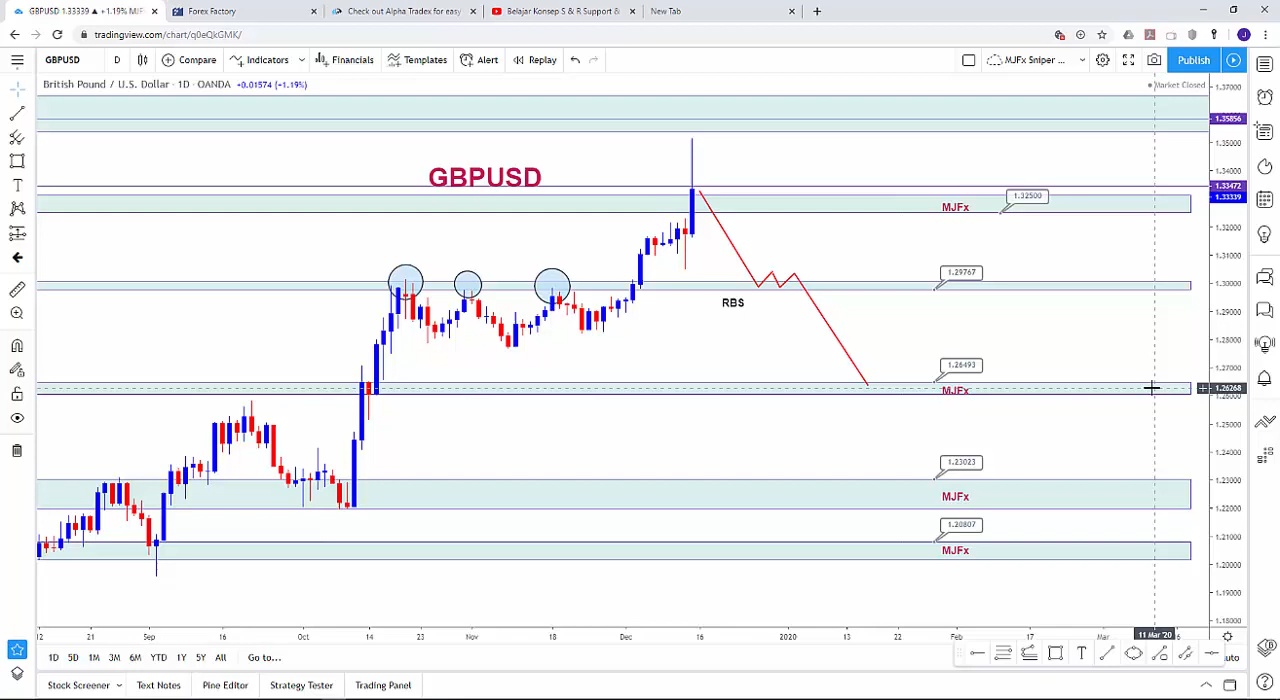 GBPUSD 1.33339 ▲ +1.19% MJFx
Forex Factory
Check out Alpha Tradex for easy
Belajar Konsep S & R Support &
New Tab
tradingview.com/chart/q0eQkGMK/
GBPUSD
D
Compare
Indicators
Financials
Templates
Alert
Replay
MJFx Sniper ...
Publish
British Pound / U.S. Dollar · 1D · OANDA +0.01574 (+1.19%)
Market Closed
GBPUSD
MJFx
1.32500
1.29767
RBS
1.26493
MJFx
1.23023
MJFx
1.20807
MJFx
1.37000
1.35856
1.35000
1.34000
1.33472
1.33339
1.32000
1.31000
1.30000
1.29000
1.28000
1.27000
1.26268
1.25000
1.24000
1.23000
1.22000
1.21000
1.20000
1.19000
1.18000
12
21
Sep
16
Oct
14
23
Nov
18
Dec
16
2020
13
22
Feb
17
Mar
11 Mar '20
1D 5D 1M 3M 6M YTD 1Y 5Y All Go to...
Stock Screener
Text Notes
Pine Editor
Strategy Tester
Trading Panel